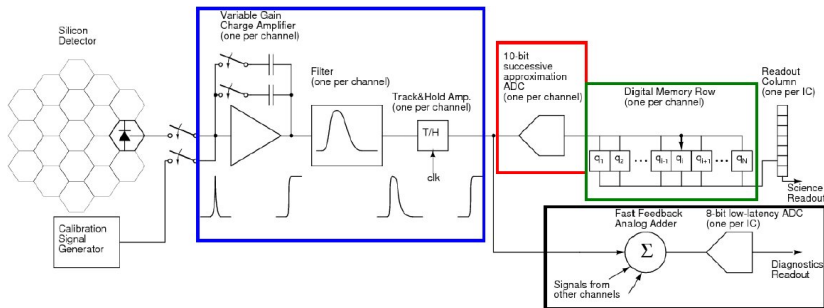 Silicon
Detector
Variable Gain
Charge Amplifier
(one per channel)
Filter
(one per channel)
Track&Hold Amp.
(one per channel)
T/H
clk
10-bit
successive
approximation
ADC
(one per channel)
Digital Memory Row
(one per channel)
Readout
Column
(one per IC)
q1 q2 ••• qi-1 qi qi+1 ••• qN
Science
Readout
Calibration
Signal
Generator
Fast Feedback
Analog Adder
8-bit low-latency ADC
(one per IC)
Σ
Signals from
other channels
Diagnostics
Readout